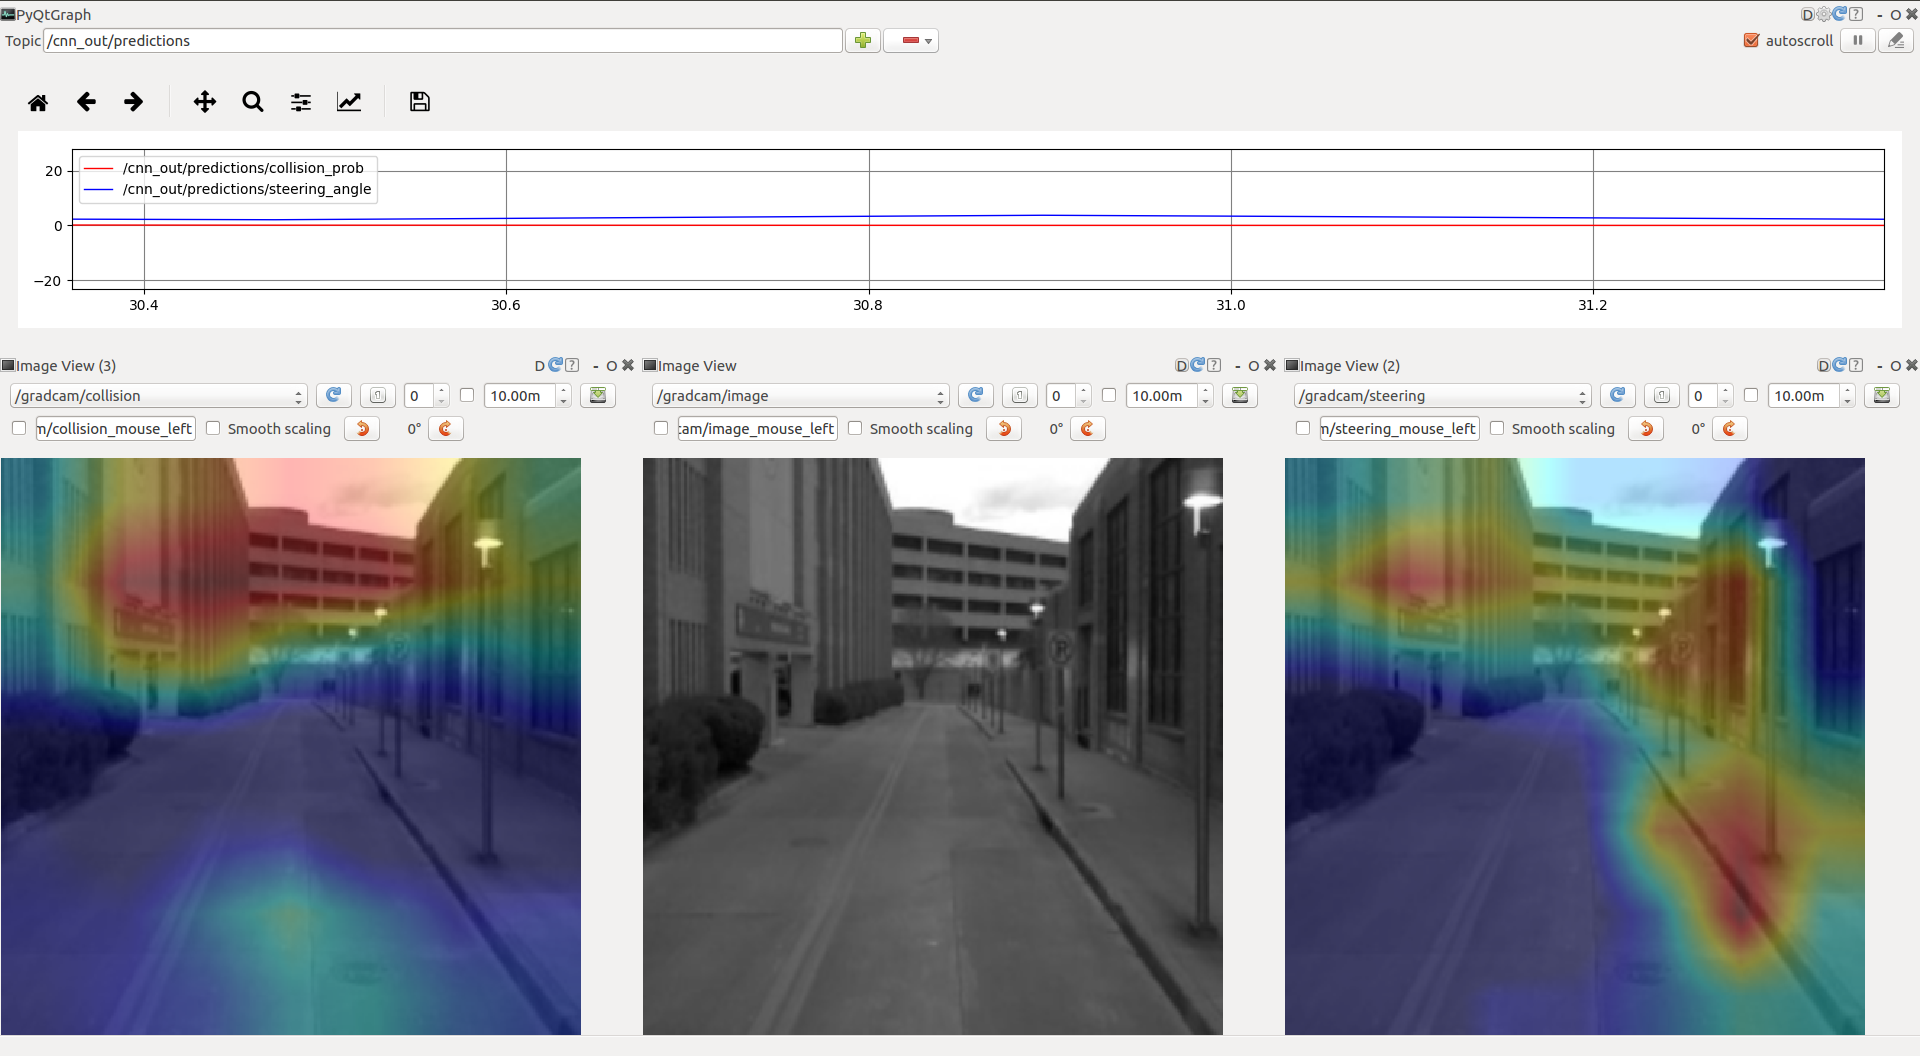 PyQtGraph D ? - O
Topic /cnn_out/predictions autoscroll
/cnn_out/predictions/collision_prob
/cnn_out/predictions/steering_angle
20
0
−20
30.4 30.6 30.8 31.0 31.2
Image View (3) D ? - O
/gradcam/collision 0 10.00m
n/collision_mouse_left Smooth scaling 0°
Image View D ? - O
/gradcam/image 0 10.00m
cam/image_mouse_left Smooth scaling 0°
Image View (2) D ? - O
/gradcam/steering 0 10.00m
n/steering_mouse_left Smooth scaling 0°
P